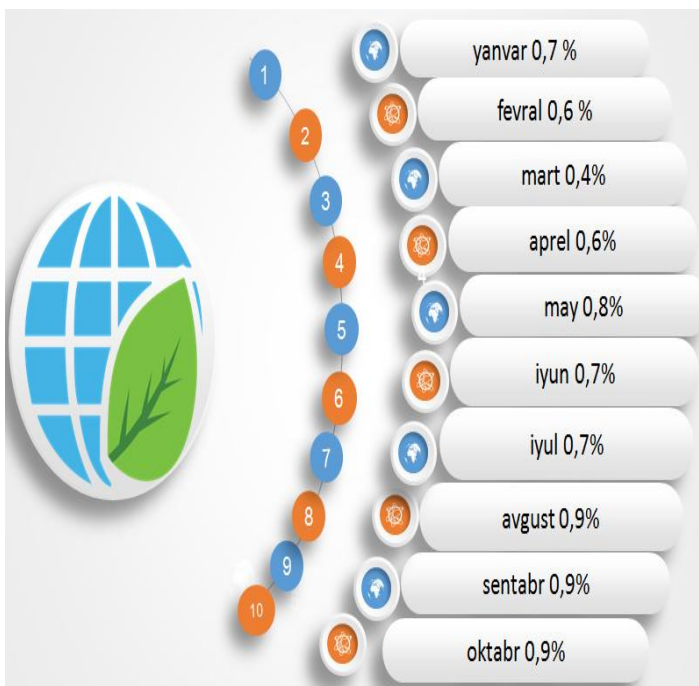 1
yanvar 0,7 %
2
fevral 0,6 %
3
mart 0,4%
4
aprel 0,6%
5
may 0,8%
6
iyun 0,7%
7
iyul 0,7%
8
avgust 0,9%
9
sentabr 0,9%
10
oktabr 0,9%